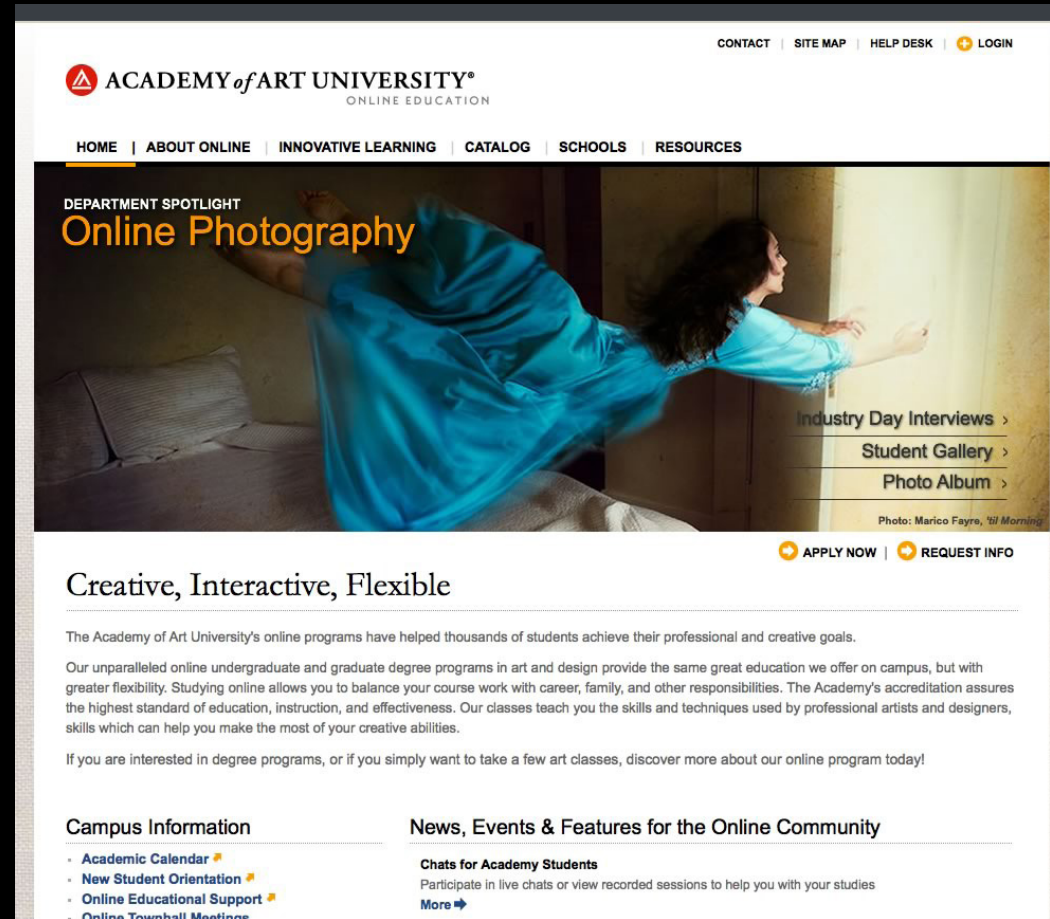 CONTACT | SITE MAP | HELP DESK | LOGIN
ACADEMY of ART UNIVERSITY®
ONLINE EDUCATION
HOME | ABOUT ONLINE | INNOVATIVE LEARNING | CATALOG | SCHOOLS | RESOURCES
DEPARTMENT SPOTLIGHT
Online Photography
Industry Day Interviews ›
Student Gallery ›
Photo Album ›
Photo: Marico Fayre, 'til Morning
APPLY NOW | REQUEST INFO
Creative, Interactive, Flexible
The Academy of Art University's online programs have helped thousands of students achieve their professional and creative goals.
Our unparalleled online undergraduate and graduate degree programs in art and design provide the same great education we offer on campus, but with
greater flexibility. Studying online allows you to balance your course work with career, family, and other responsibilities. The Academy's accreditation assures
the highest standard of education, instruction, and effectiveness. Our classes teach you the skills and techniques used by professional artists and designers,
skills which can help you make the most of your creative abilities.
If you are interested in degree programs, or if you simply want to take a few art classes, discover more about our online program today!
Campus Information
Academic Calendar
New Student Orientation
Online Educational Support
Online Townhall Meetings
News, Events & Features for the Online Community
Chats for Academy Students
Participate in live chats or view recorded sessions to help you with your studies
More